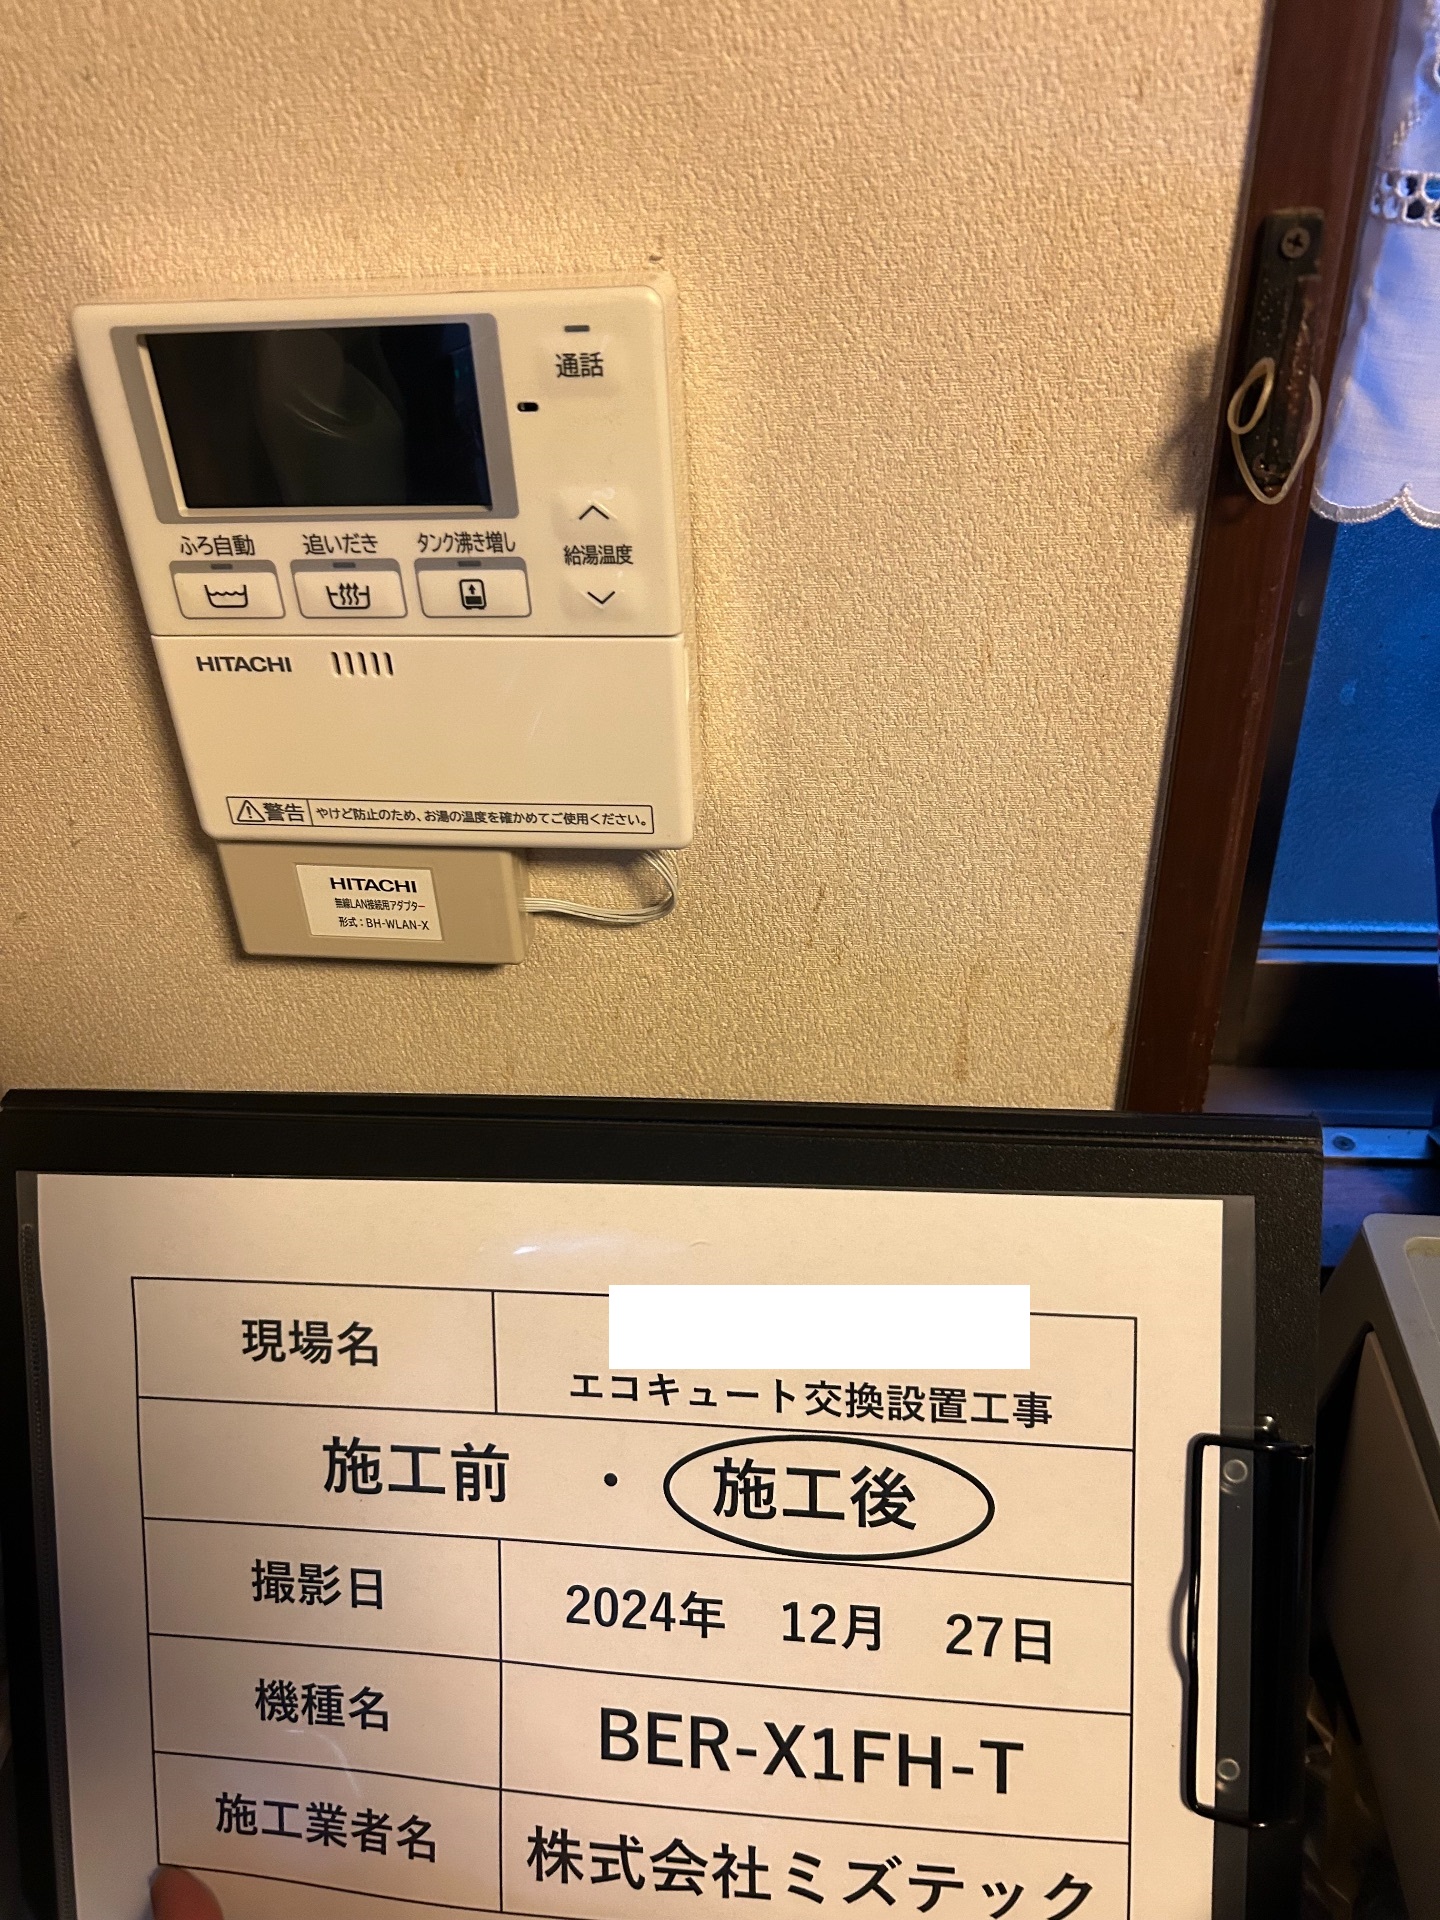 通話
ふろ自動 追いだき タンク沸き増し
給湯温度
HITACHI
警告 やけど防止のため、お湯の温度を確かめてご使用ください。
HITACHI
無線LAN接続用アダプター
形式：BH-WLAN-X
現場名
エコキュート交換設置工事
施工前 ・ 施工後
撮影日 2024年 12月 27日
機種名 BER-X1FH-T
施工業者名 株式会社ミズテック